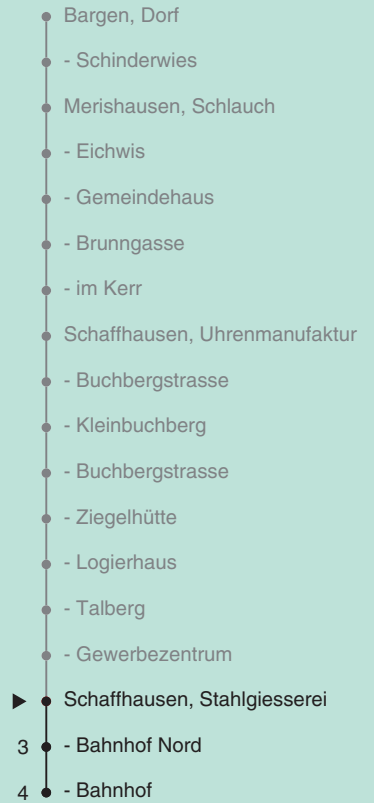 Bargen, Dorf
- Schinderwies
Merishausen, Schlauch
- Eichwis
- Gemeindehaus
- Brunngasse
- im Kerr
Schaffhausen, Uhrenmanufaktur
- Buchbergstrasse
- Kleinbuchberg
- Buchbergstrasse
- Ziegelhütte
- Logierhaus
- Talberg
- Gewerbezentrum
Schaffhausen, Stahlgiesserei
3 - Bahnhof Nord
4 - Bahnhof